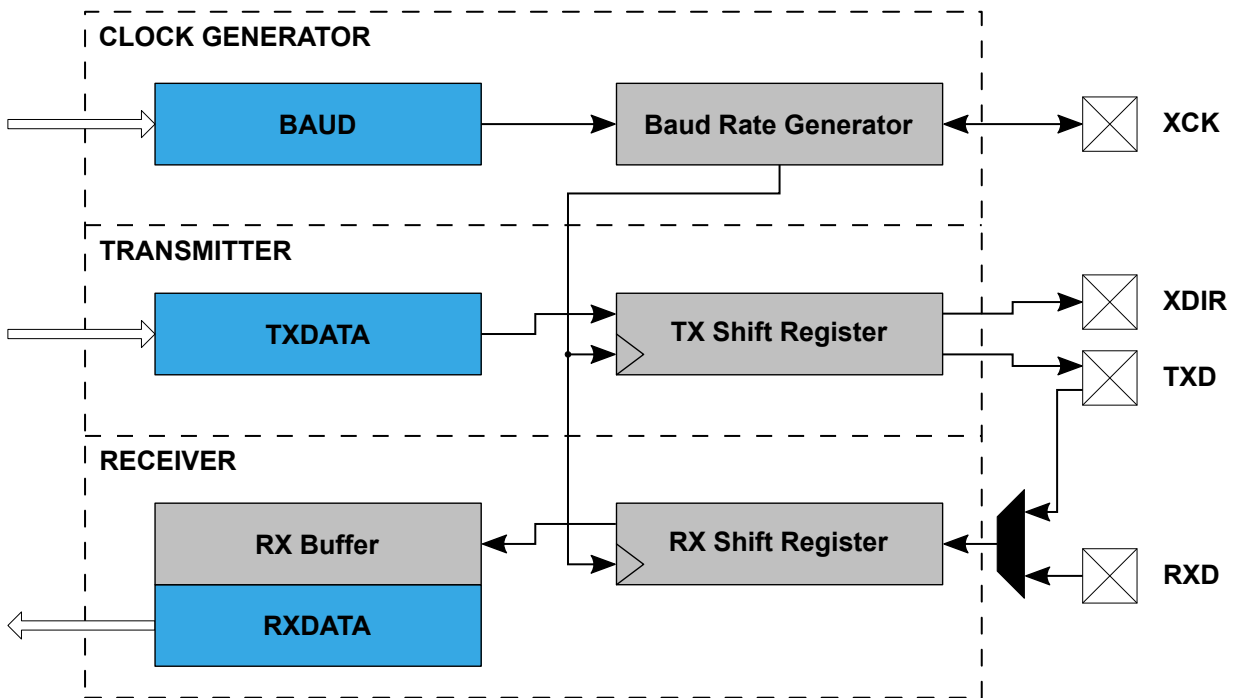 CLOCK GENERATOR
BAUD
Baud Rate Generator
XCK
TRANSMITTER
TXDATA
TX Shift Register
XDIR
TXD
RECEIVER
RX Buffer
RX Shift Register
RXD
RXDATA